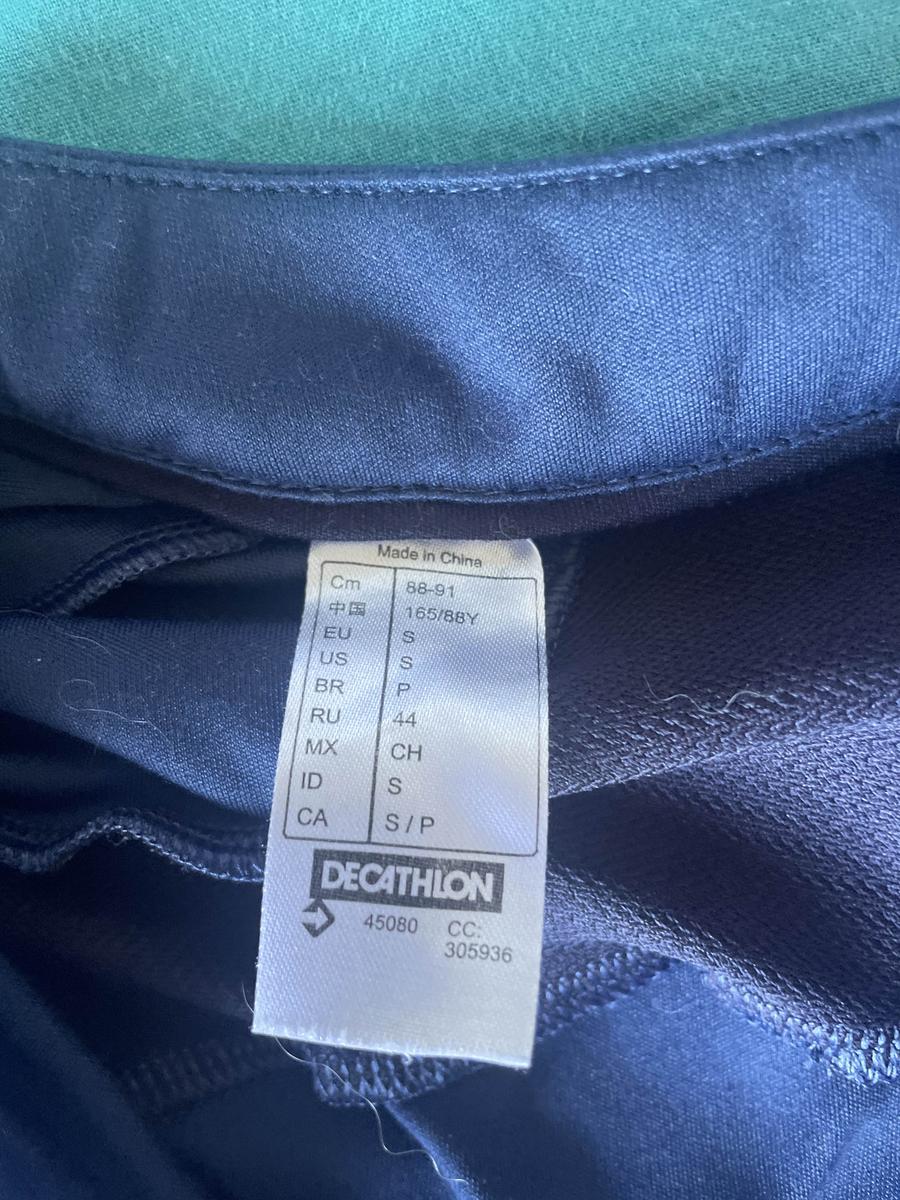 Made in China
Cm 88-91
中国 165/88Y
EU S
US S
BR P
RU 44
MX CH
ID S
CA S / P
DECATHLON
45080 CC:
305936